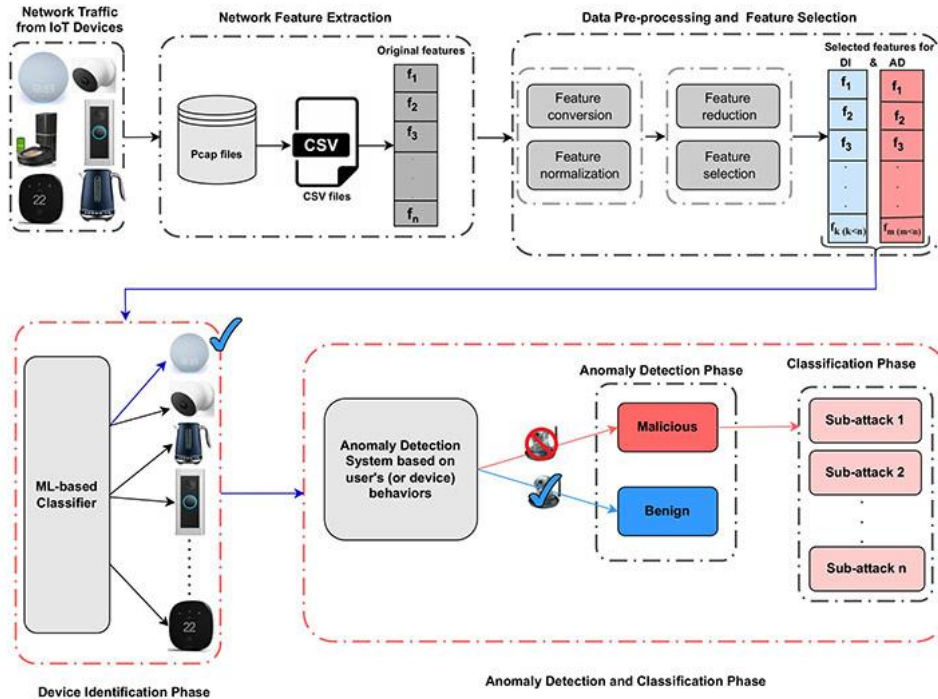 Network Traffic
from IoT Devices
Network Feature Extraction
Data Pre-processing and Feature Selection
Original features
Selected features for
DI & AD
Pcap files
CSV
CSV files
f1
f2
f3
.
.
fn
Feature
conversion
Feature
normalization
Feature
reduction
Feature
selection
f1
f2
f3
.
.
.
fk (k<n)
f1
f2
f3
.
.
.
fm (m<n)
22
ML-based
Classifier
22
Device Identification Phase
Anomaly Detection
System based on
user's (or device)
behaviors
Anomaly Detection Phase
Malicious
Benign
Classification Phase
Sub-attack 1
Sub-attack 2
Sub-attack n
Anomaly Detection and Classification Phase